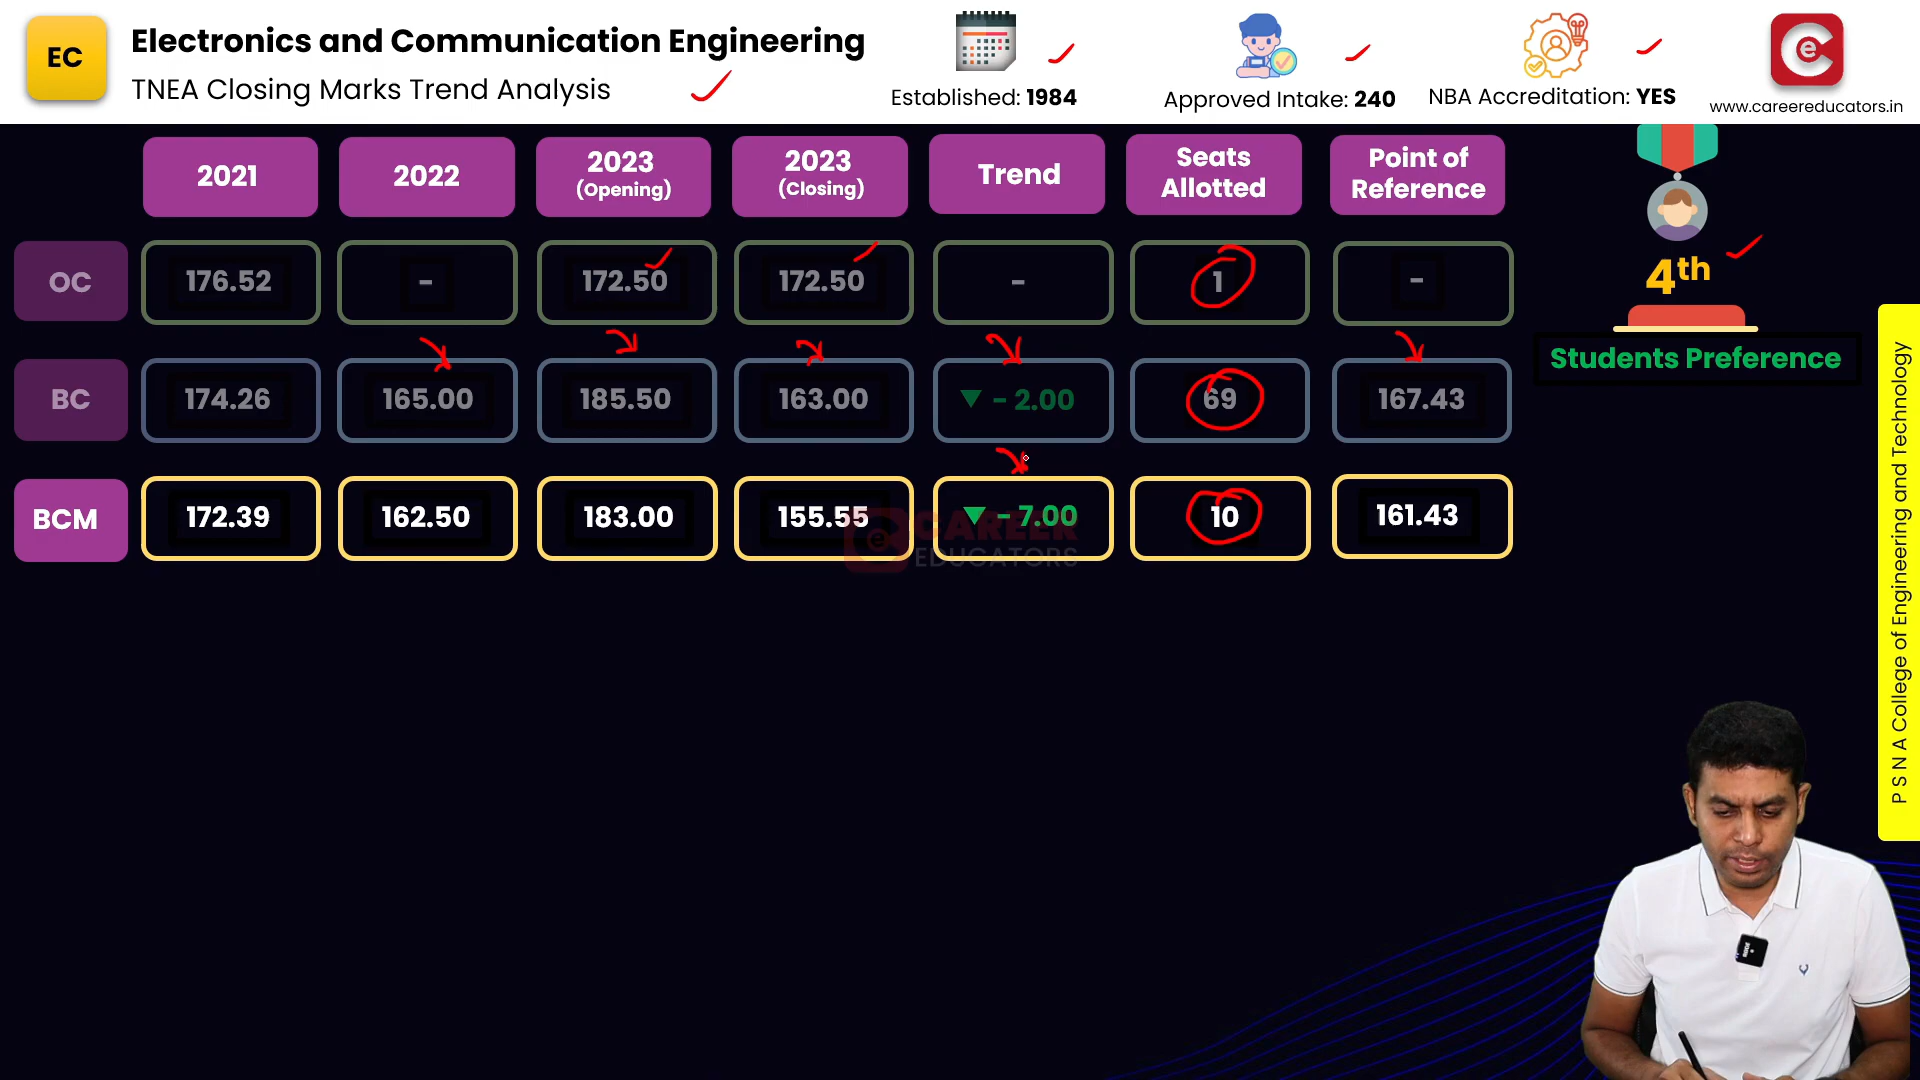 EC
Electronics and Communication Engineering
TNEA Closing Marks Trend Analysis
Established: 1984
Approved Intake: 240
NBA Accreditation: YES
e
www.careereducators.in
2021
2022
2023
(Opening)
2023
(Closing)
Trend
Seats
Allotted
Point of
Reference
OC
176.52
-
172.50
172.50
-
1
-
4th
Students Preference
BC
174.26
165.00
185.50
163.00
▼ - 2.00
69
167.43
BCM
172.39
162.50
183.00
155.55
▼ - 7.00
10
161.43
e CAREER
EDUCATORS
P S N A College of Engineering and Technology